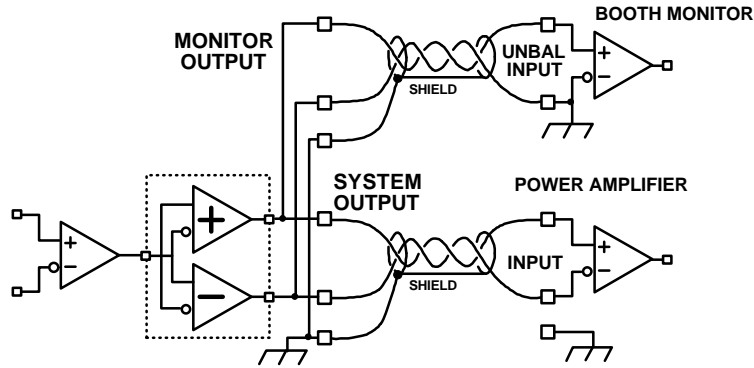 BOOTH MONITOR
MONITOR
OUTPUT
UNBAL
INPUT
+
−
SHIELD
SYSTEM
OUTPUT
POWER AMPLIFIER
+
−
+
−
INPUT
+
−
SHIELD